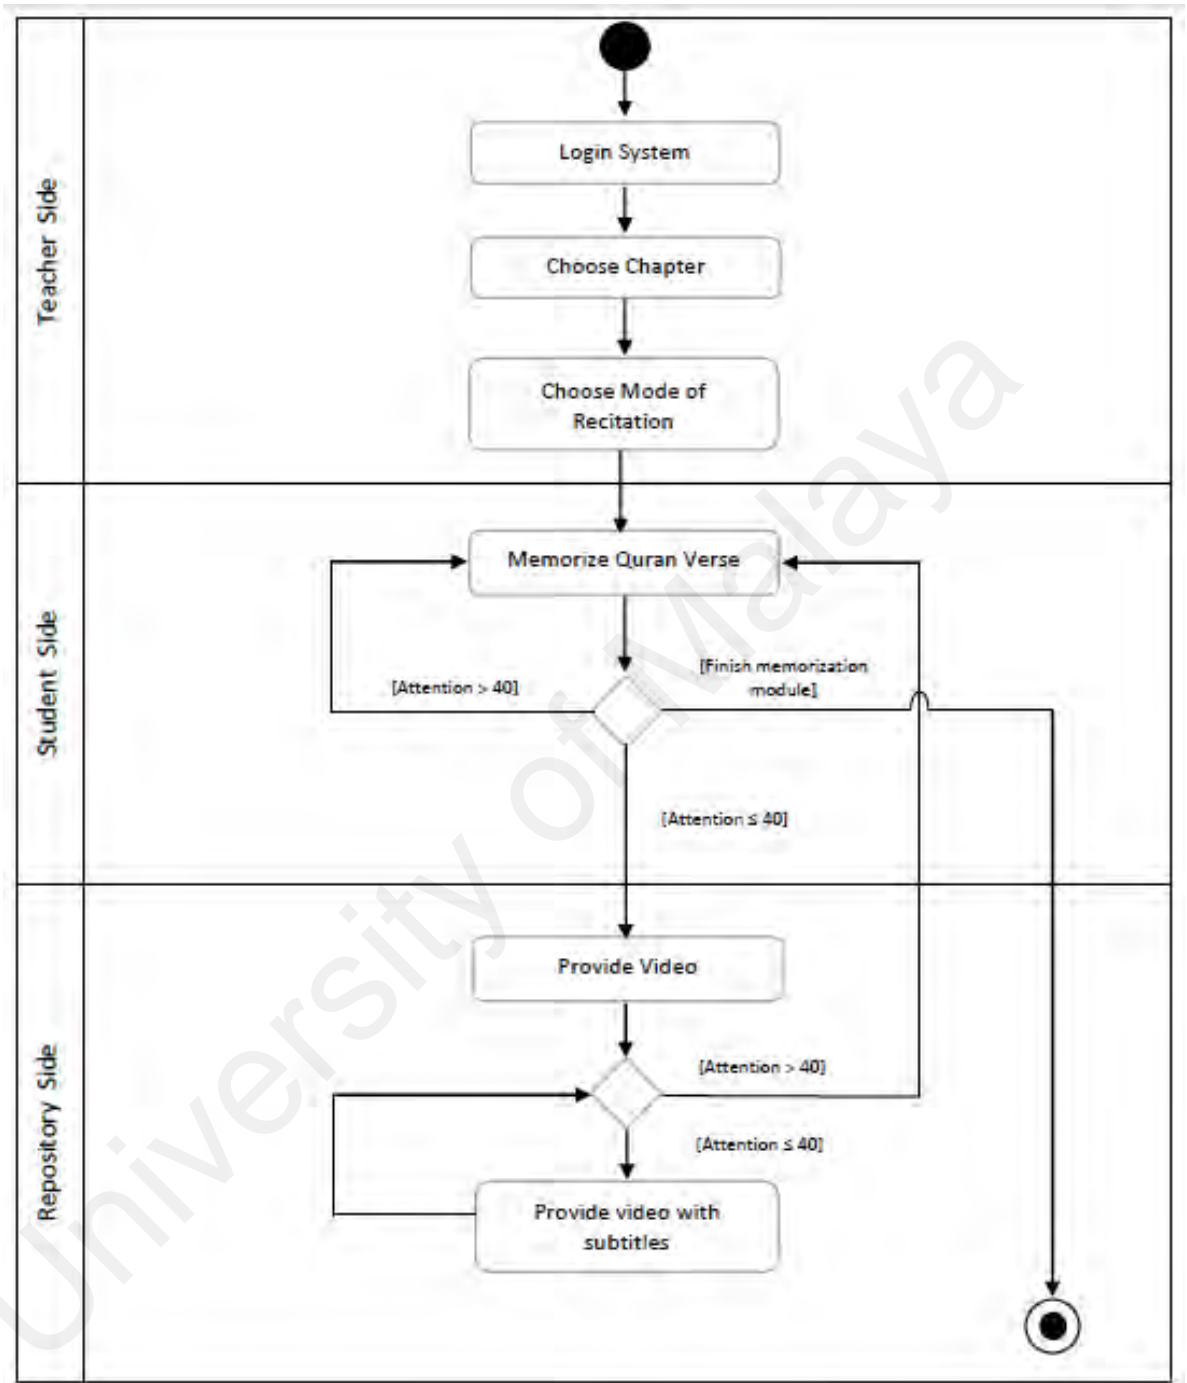 Teacher Side
Login System
Choose Chapter
Choose Mode of
Recitation
Student Side
Memorize Quran Verse
[Finish memorization
module]
[Attention > 40]
[Attention ≤ 40]
Repository Side
Provide Video
[Attention > 40]
[Attention ≤ 40]
Provide video with
subtitles
University of Malaya